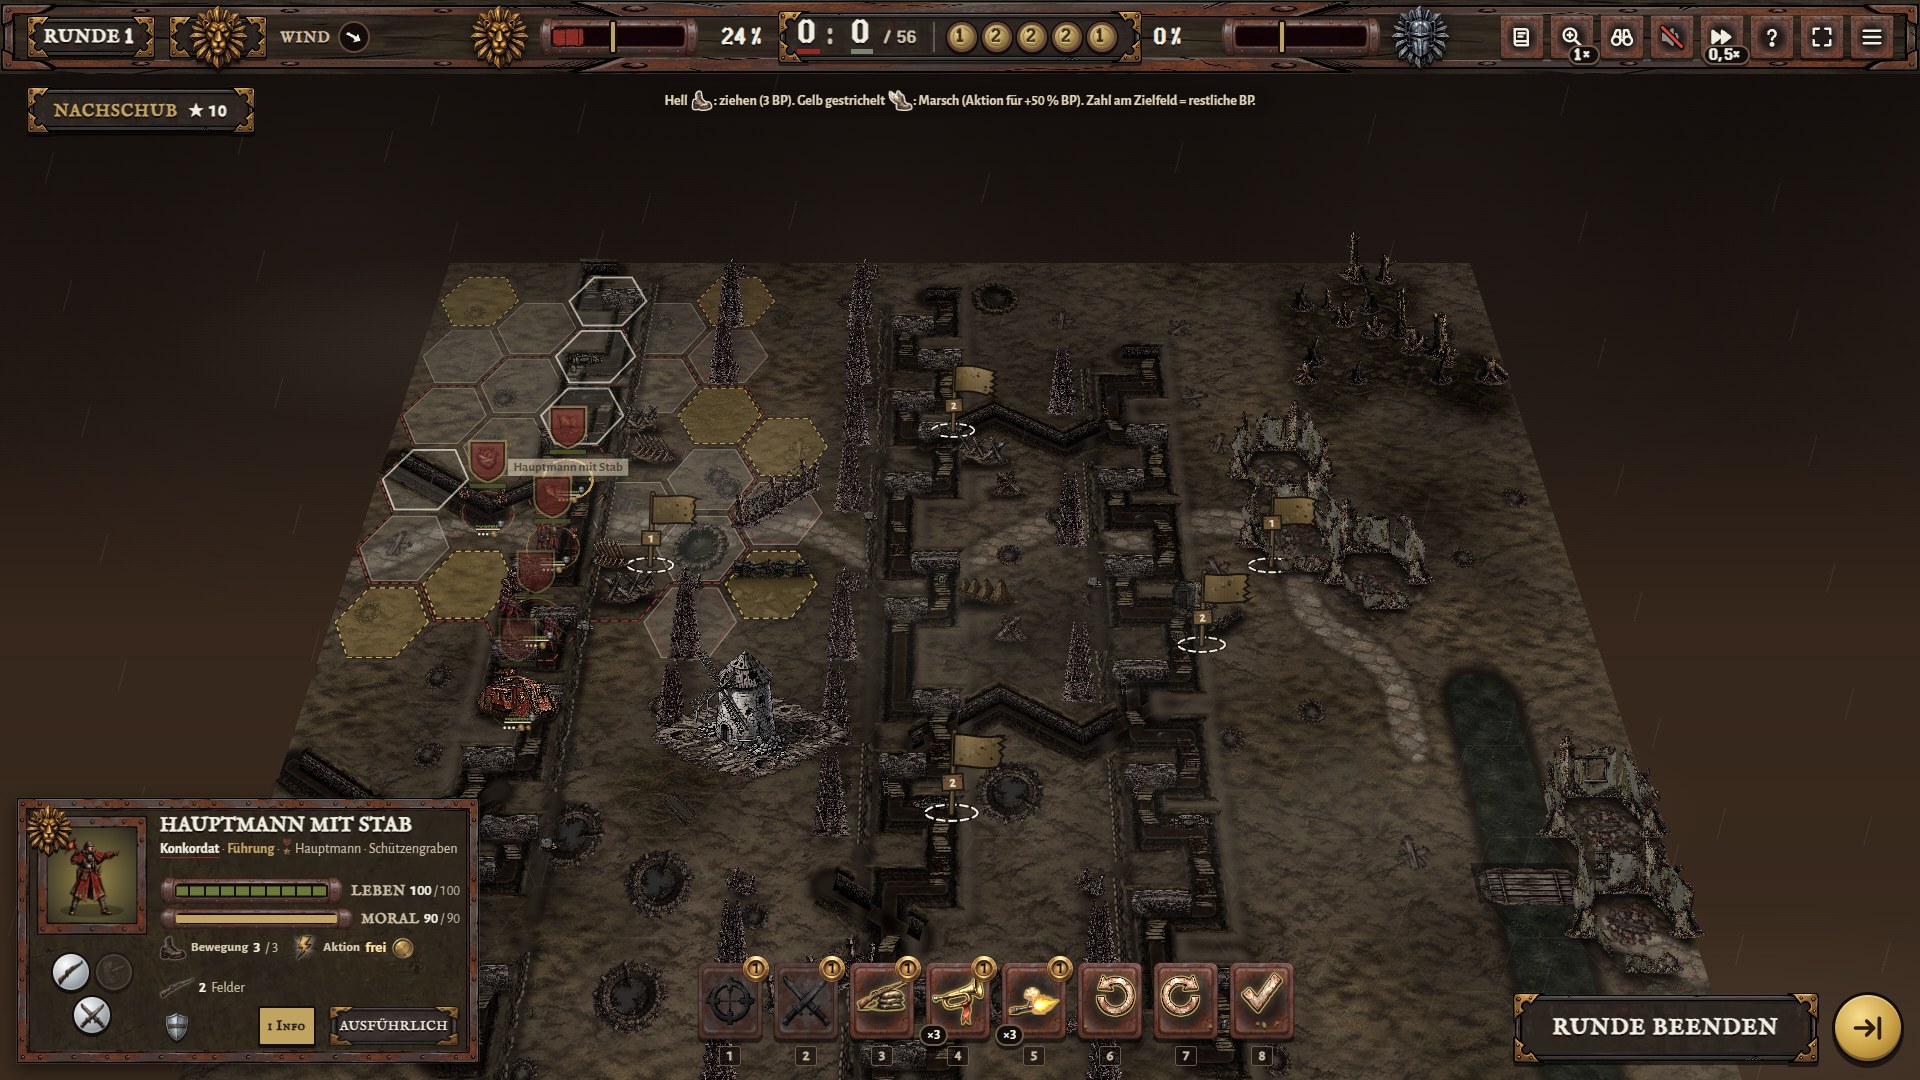 RUNDE 1
WIND
24 %
0 : 0 / 56
1 2 2 2 1
0 %
1×
0,5×
?
NACHSCHUB ★ 10
Hell : ziehen (3 BP). Gelb gestrichelt : Marsch (Aktion für +50 % BP). Zahl am Zielfeld = restliche BP.
2
Hauptmann mit Stab
1
1
2
2
HAUPTMANN MIT STAB
Konkordat · Führung · Hauptmann · Schützengraben
LEBEN 100 / 100
MORAL 90 / 90
Bewegung 3 / 3 Aktion frei
2 Felder
1 INFO
AUSFÜHRLICH
1 1 1 1 1
×3 ×3
1 2 3 4 5 6 7 8
RUNDE BEENDEN